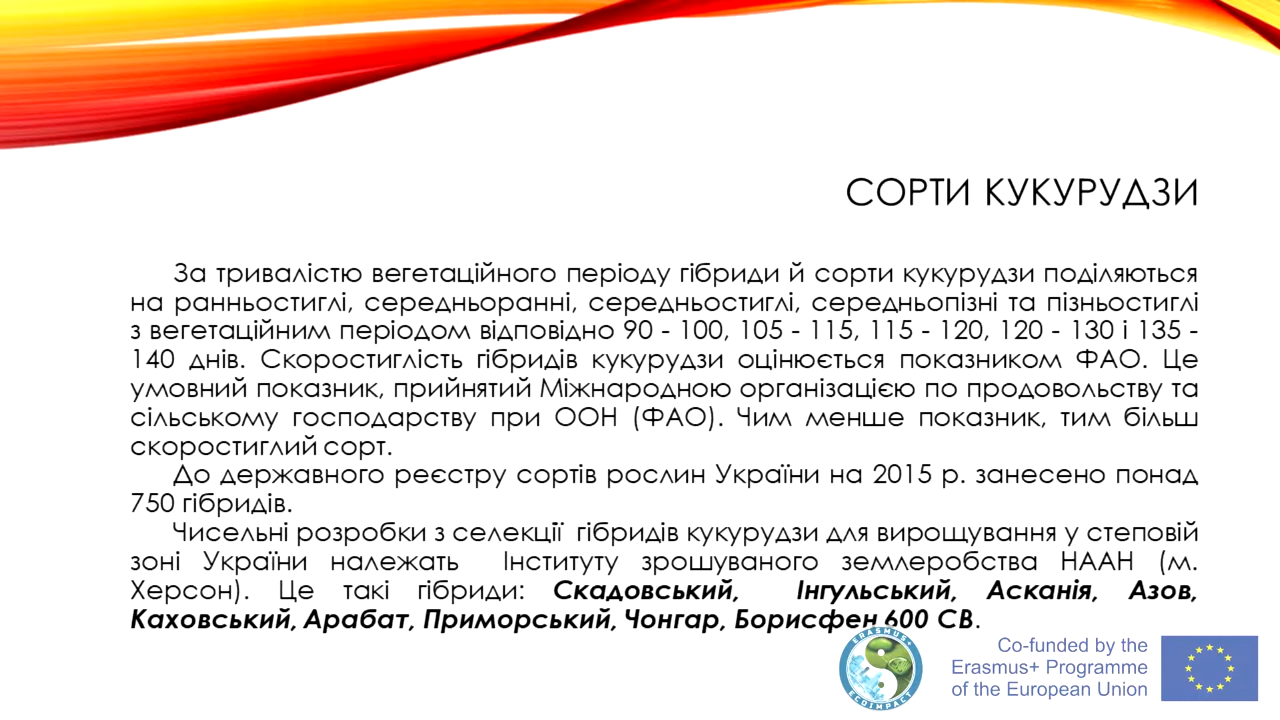 СОРТИ КУКУРУДЗИ
За тривалістю вегетаційного періоду гібриди й сорти кукурудзи поділяються
на ранньостиглі, середньоранні, середньостиглі, середньопізні та пізньостиглі
з вегетаційним періодом відповідно 90 - 100, 105 - 115, 115 - 120, 120 - 130 і 135 -
140 днів. Скоростиглість гібридів кукурудзи оцінюється показником ФАО. Це
умовний показник, прийнятий Міжнародною організацією по продовольству та
сільському господарству при ООН (ФАО). Чим менше показник, тим більш
скоростиглий сорт.
До державного реєстру сортів рослин України на 2015 р. занесено понад
750 гібридів.
Чисельні розробки з селекції гібридів кукурудзи для вирощування у степовій
зоні України належать Інституту зрошуваного землеробства НААН (м.
Херсон). Це такі гібриди: Скадовський, Інгульський, Асканія, Азов,
Каховський, Арабат, Приморський, Чонгар, Борисфен 600 СВ.
ERASMUS+
ECOIMPACT
Co-funded by the
Erasmus+ Programme
of the European Union